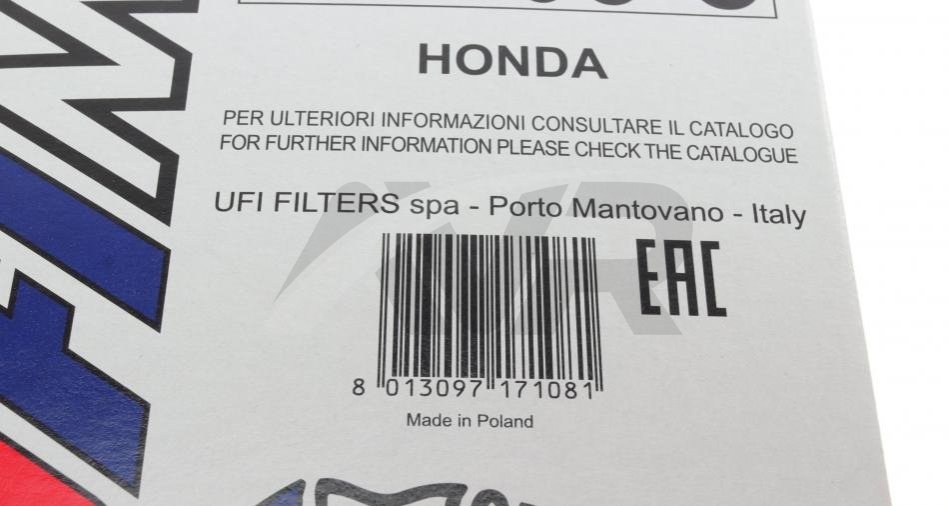 HONDA
PER ULTERIORI INFORMAZIONI CONSULTARE IL CATALOGO
FOR FURTHER INFORMATION PLEASE CHECK THE CATALOGUE
UFI FILTERS spa - Porto Mantovano - Italy
EAC
8 013097 171081
Made in Poland